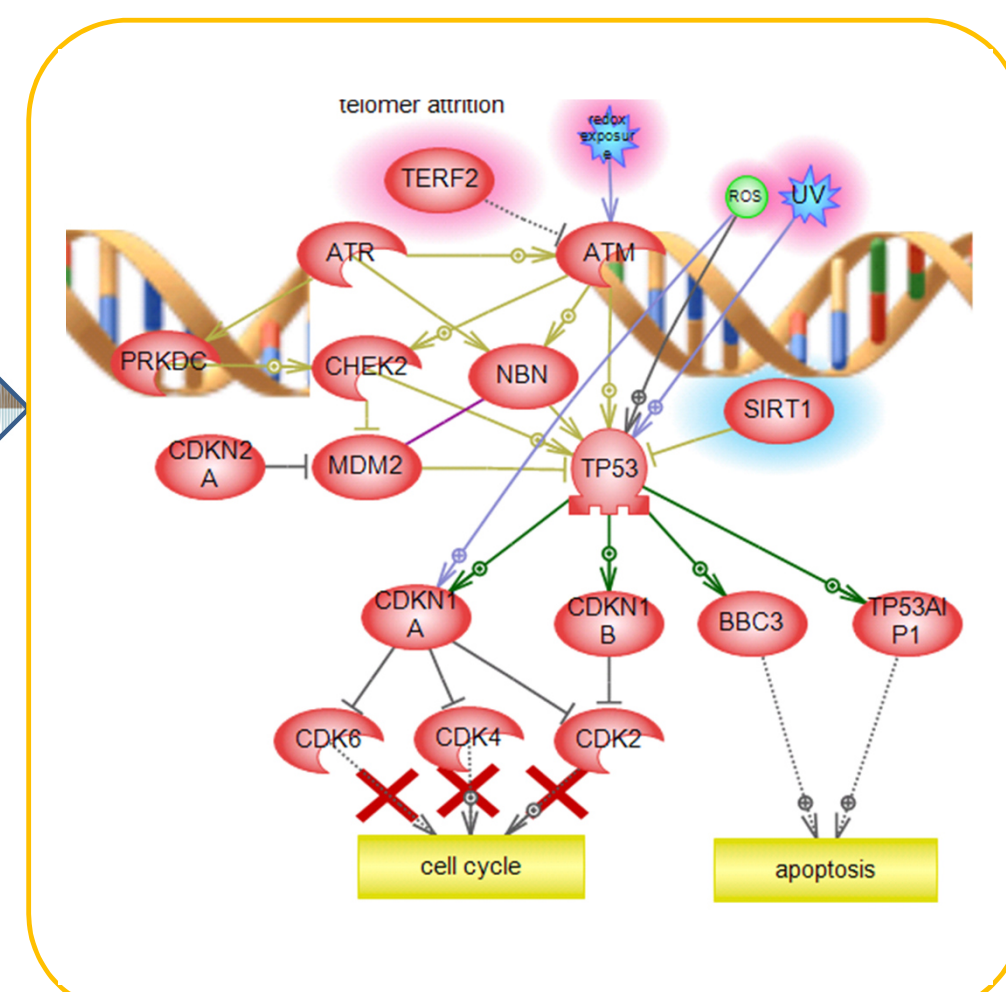 telomer attrition
redox
exposur
e
TERF2
ROS
UV
ATR
ATM
PRKDC
CHEK2
NBN
SIRT1
CDKN2
A
MDM2
TP53
CDKN1
A
CDKN1
B
BBC3
TP53AI
P1
CDK6
CDK4
CDK2
cell cycle
apoptosis